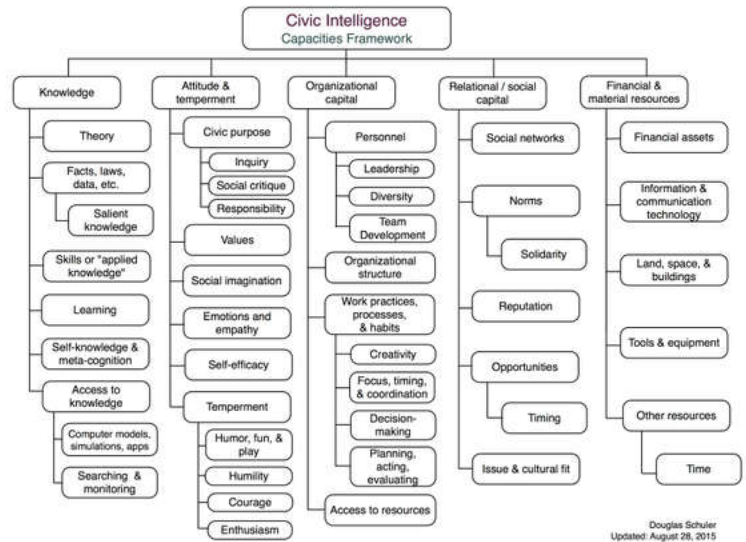 Civic Intelligence
Capacities Framework
Knowledge
Theory
Facts, laws,
data, etc.
Salient
knowledge
Skills or "applied
knowledge"
Learning
Self-knowledge &
meta-cognition
Access to
knowledge
Computer models,
simulations, apps
Searching &
monitoring
Attitude &
temperment
Civic purpose
Inquiry
Social critique
Responsibility
Values
Social imagination
Emotions and
empathy
Self-efficacy
Temperment
Humor, fun, &
play
Humility
Courage
Enthusiasm
Organizational
capital
Personnel
Leadership
Diversity
Team
Development
Organizational
structure
Work practices,
processes,
& habits
Creativity
Focus, timing,
& coordination
Decision-
making
Planning,
acting,
evaluating
Access to resources
Relational / social
capital
Social networks
Norms
Solidarity
Reputation
Opportunities
Timing
Issue & cultural fit
Financial &
material resources
Financial assets
Information &
communication
technology
Land, space, &
buildings
Tools & equipment
Other resources
Time
Douglas Schuler
Updated: August 28, 2015